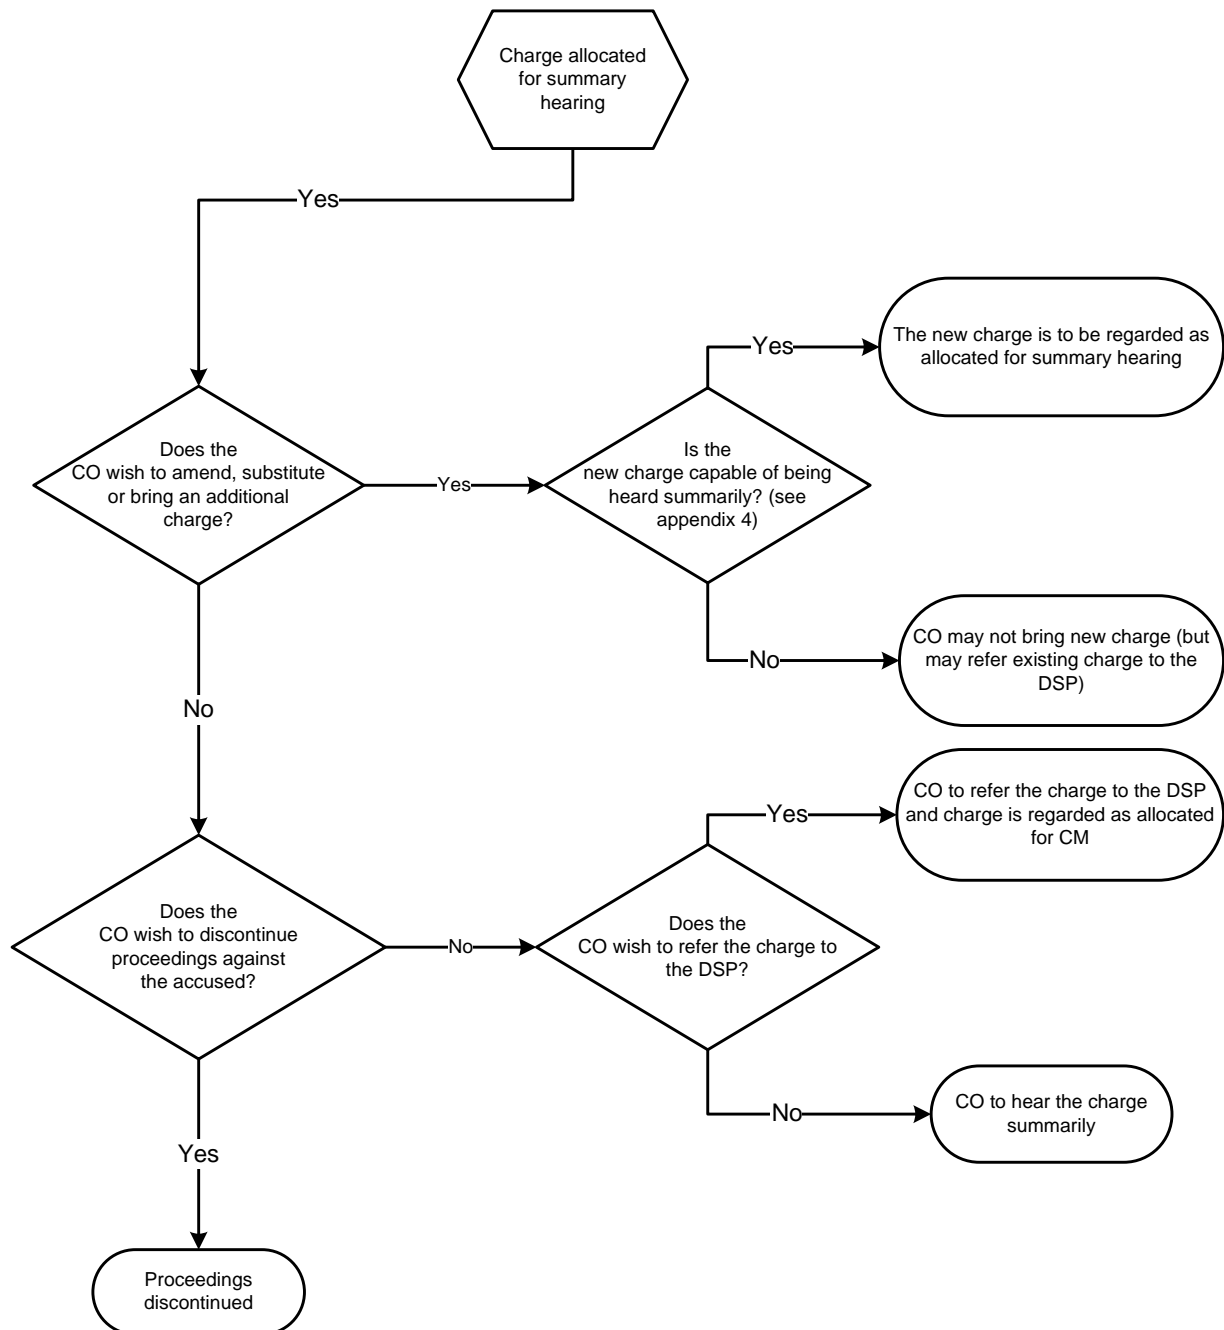 Charge allocated
for summary
hearing
Yes
Yes
The new charge is to be regarded as
allocated for summary hearing
Does the
CO wish to amend, substitute
or bring an additional
charge?
Yes
Is the
new charge capable of being
heard summarily? (see
appendix 4)
No
CO may not bring new charge (but
may refer existing charge to the
DSP)
No
Yes
CO to refer the charge to the DSP
and charge is regarded as allocated
for CM
Does the
CO wish to discontinue
proceedings against
the accused?
No
Does the
CO wish to refer the charge to
the DSP?
No
CO to hear the charge
summarily
Yes
Proceedings
discontinued